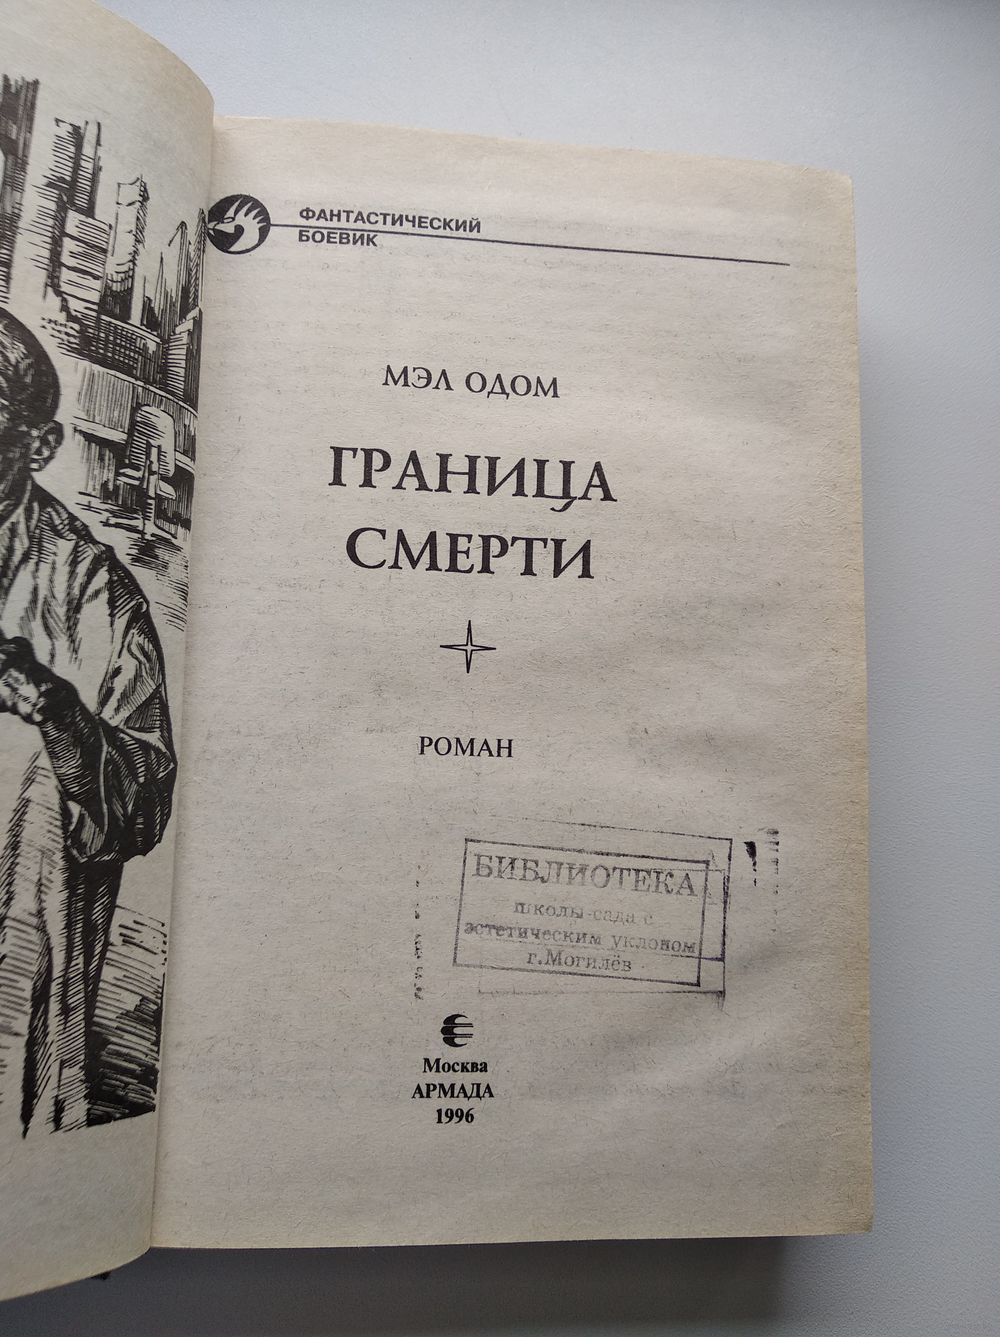 ФАНТАСТИЧЕСКИЙ
БОЕВИК
МЭЛ ОДОМ
ГРАНИЦА
СМЕРТИ
РОМАН
БИБЛИОТЕКА
школы-сада с
эстетическим уклоном
г.Могилёв
Москва
АРМАДА
1996